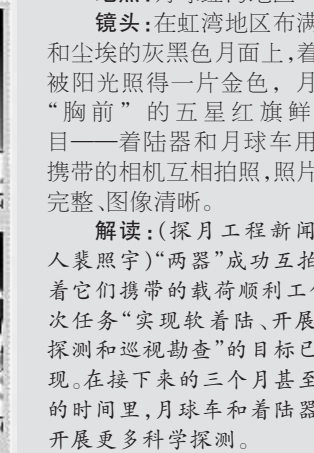 镜头:在虹湾地区布满
和尘埃的灰黑色月面上,着
被阳光照得一片金色,月
“胸前”的五星红旗鲜
目——着陆器和月球车用
携带的相机互相拍照,照片
完整、图像清晰。
解读:(探月工程新闻
人裴照宇)“两器”成功互拍
着它们携带的载荷顺利工作
次任务“实现软着陆、开展
探测和巡视勘查”的目标已
现。在接下来的三个月甚至
的时间里,月球车和着陆器
开展更多科学探测。